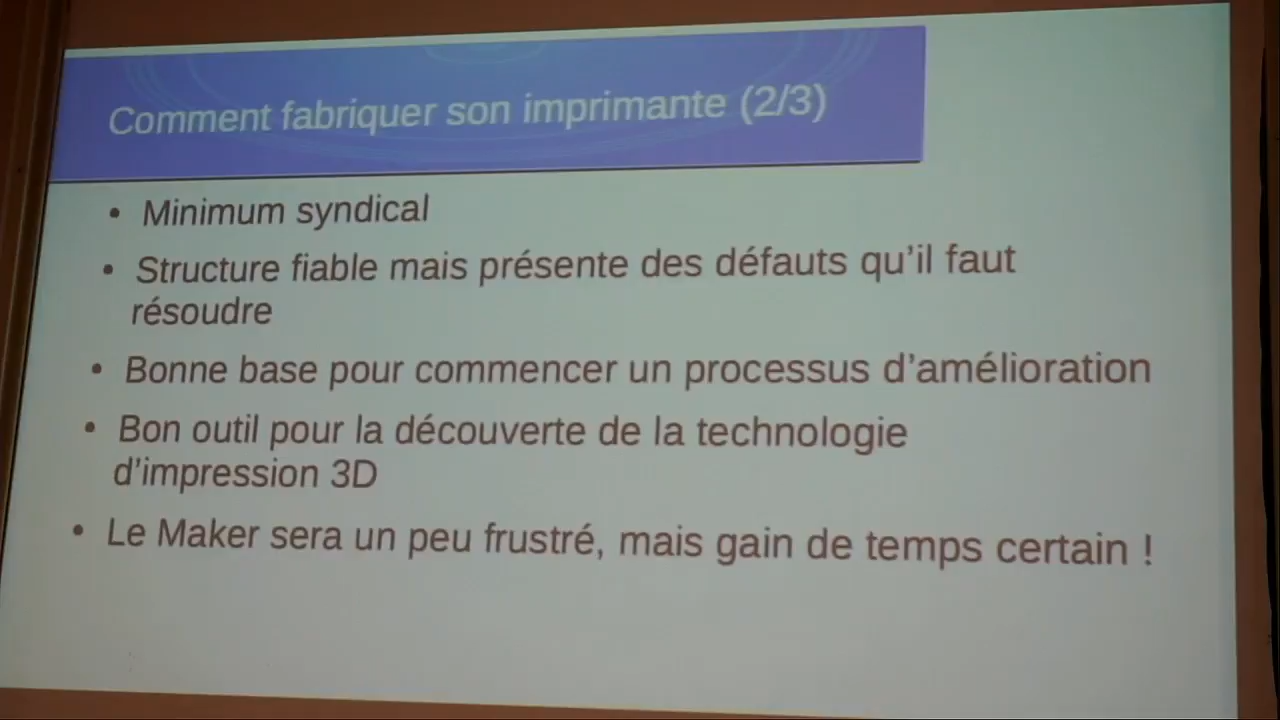 Comment fabriquer son imprimante (2/3)
• Minimum syndical
• Structure fiable mais présente des défauts qu’il faut
résoudre
• Bonne base pour commencer un processus d’amélioration
• Bon outil pour la découverte de la technologie
d’impression 3D
• Le Maker sera un peu frustré, mais gain de temps certain !